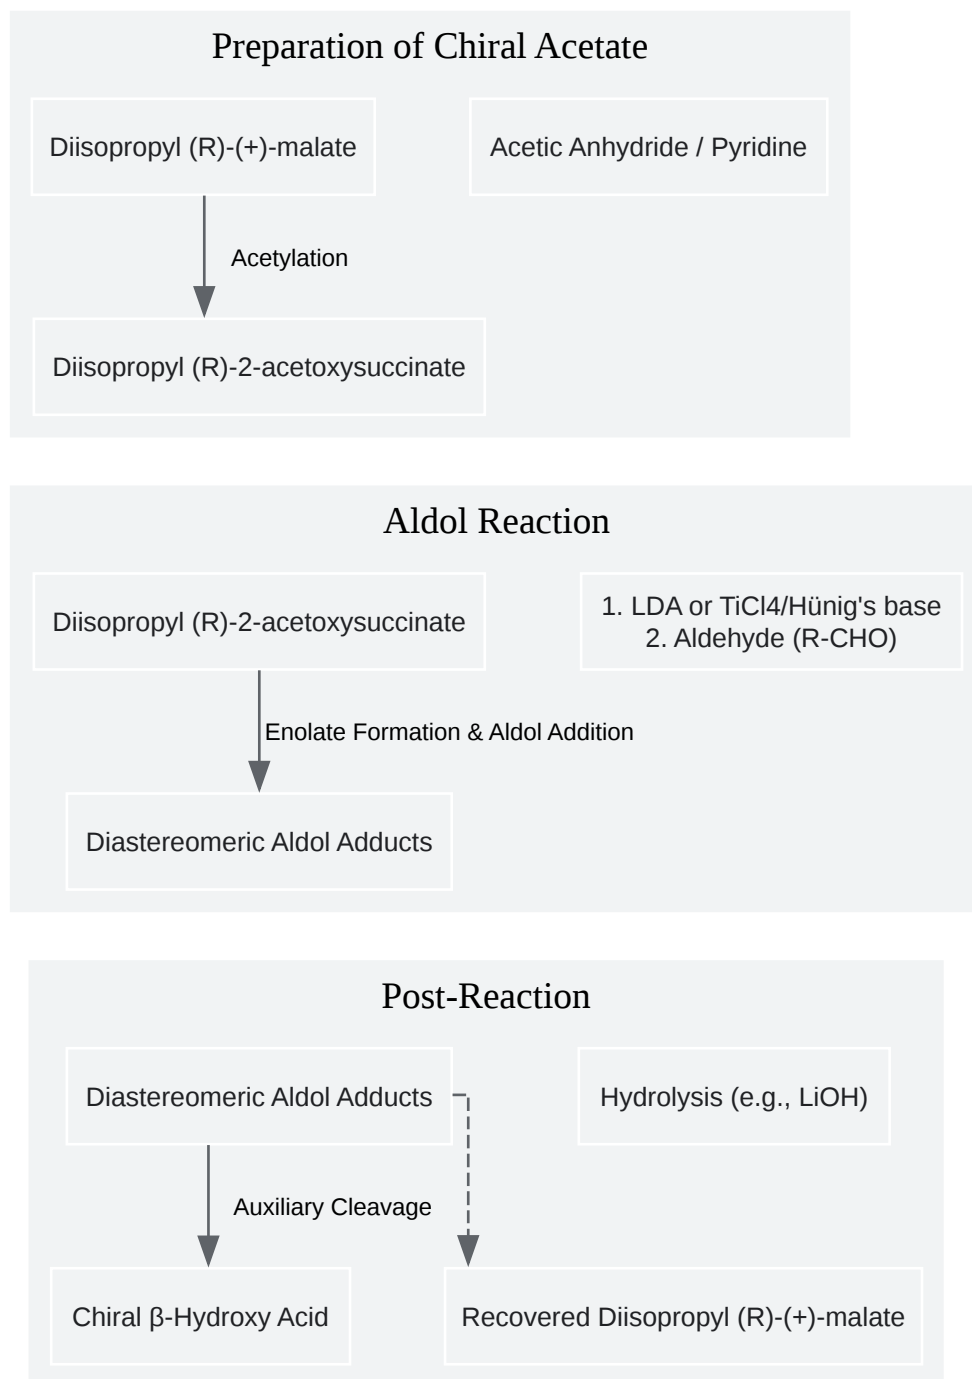 Preparation of Chiral Acetate
Diisopropyl (R)-(+)-malate
Acetic Anhydride / Pyridine
Acetylation
Diisopropyl (R)-2-acetoxysuccinate
Aldol Reaction
Diisopropyl (R)-2-acetoxysuccinate
1. LDA or TiCl4/Hünig's base
2. Aldehyde (R-CHO)
Enolate Formation & Aldol Addition
Diastereomeric Aldol Adducts
Post-Reaction
Diastereomeric Aldol Adducts
Hydrolysis (e.g., LiOH)
Auxiliary Cleavage
Chiral β-Hydroxy Acid
Recovered Diisopropyl (R)-(+)-malate